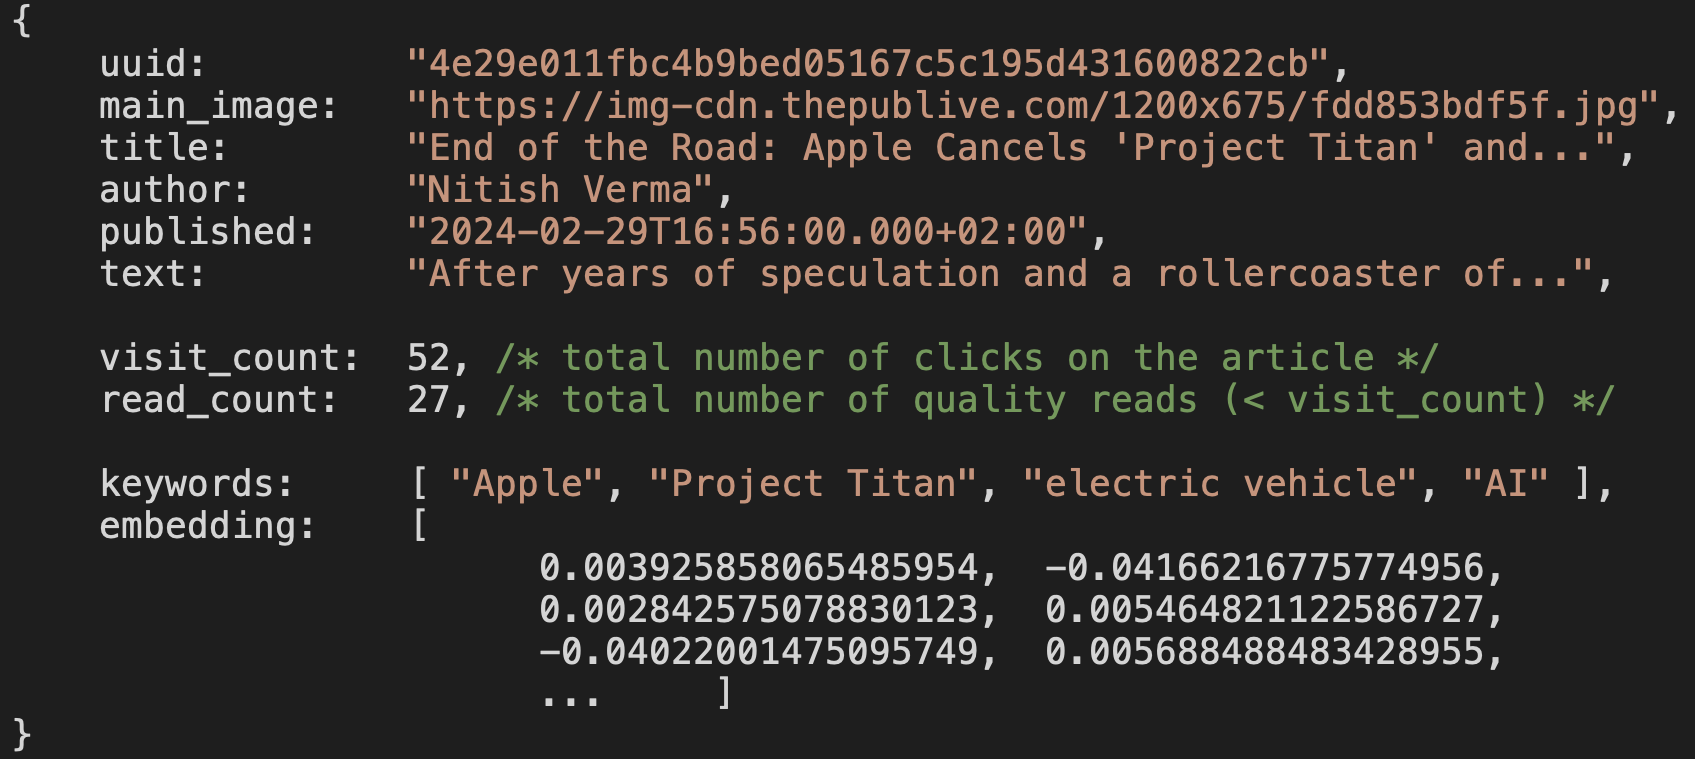 {
uuid: "4e29e011fbc4b9bed05167c5c195d431600822cb",
main_image: "https://img-cdn.thepublive.com/1200x675/fdd853bdf5f.jpg",
title: "End of the Road: Apple Cancels 'Project Titan' and...",
author: "Nitish Verma",
published: "2024-02-29T16:56:00.000+02:00",
text: "After years of speculation and a rollercoaster of...",
visit_count: 52, /* total number of clicks on the article */
read_count: 27, /* total number of quality reads (< visit_count) */
keywords: [ "Apple", "Project Titan", "electric vehicle", "AI" ],
embedding: [
0.003925858065485954, -0.04166216775774956,
0.002842575078830123, 0.005464821122586727,
-0.04022001475095749, 0.005688488483428955,
... ]
}